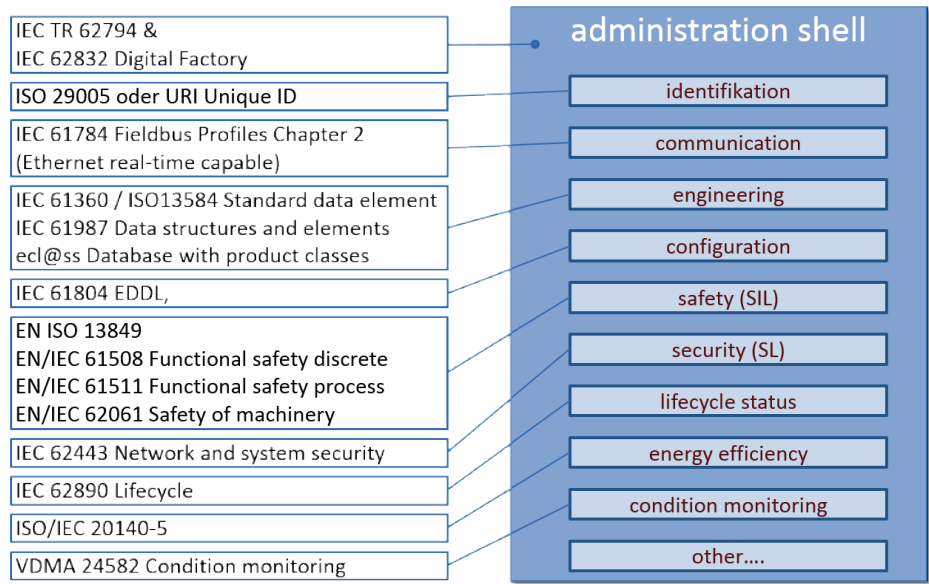 IEC TR 62794 &
IEC 62832 Digital Factory
ISO 29005 oder URI Unique ID
IEC 61784 Fieldbus Profiles Chapter 2
(Ethernet real-time capable)
IEC 61360 / ISO13584 Standard data element
IEC 61987 Data structures and elements
ecl@ss Database with product classes
IEC 61804 EDDL,
EN ISO 13849
EN/IEC 61508 Functional safety discrete
EN/IEC 61511 Functional safety process
EN/IEC 62061 Safety of machinery
IEC 62443 Network and system security
IEC 62890 Lifecycle
ISO/IEC 20140-5
VDMA 24582 Condition monitoring
administration shell
identifikation
communication
engineering
configuration
safety (SIL)
security (SL)
lifecycle status
energy efficiency
condition monitoring
other....